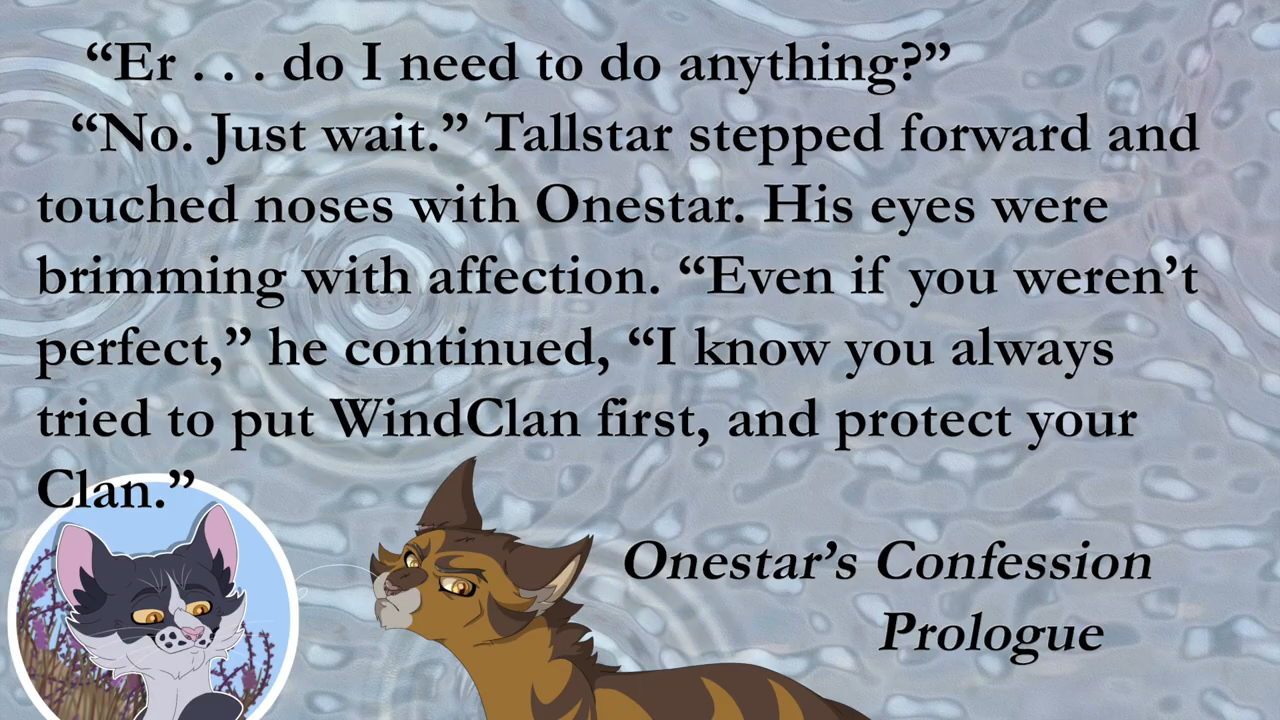 “Er . . . do I need to do anything?”
“No. Just wait.” Tallstar stepped forward and
touched noses with Onestar. His eyes were
brimming with affection. “Even if you weren’t
perfect,” he continued, “I know you always
tried to put WindClan first, and protect your
Clan.”
Onestar’s Confession
Prologue